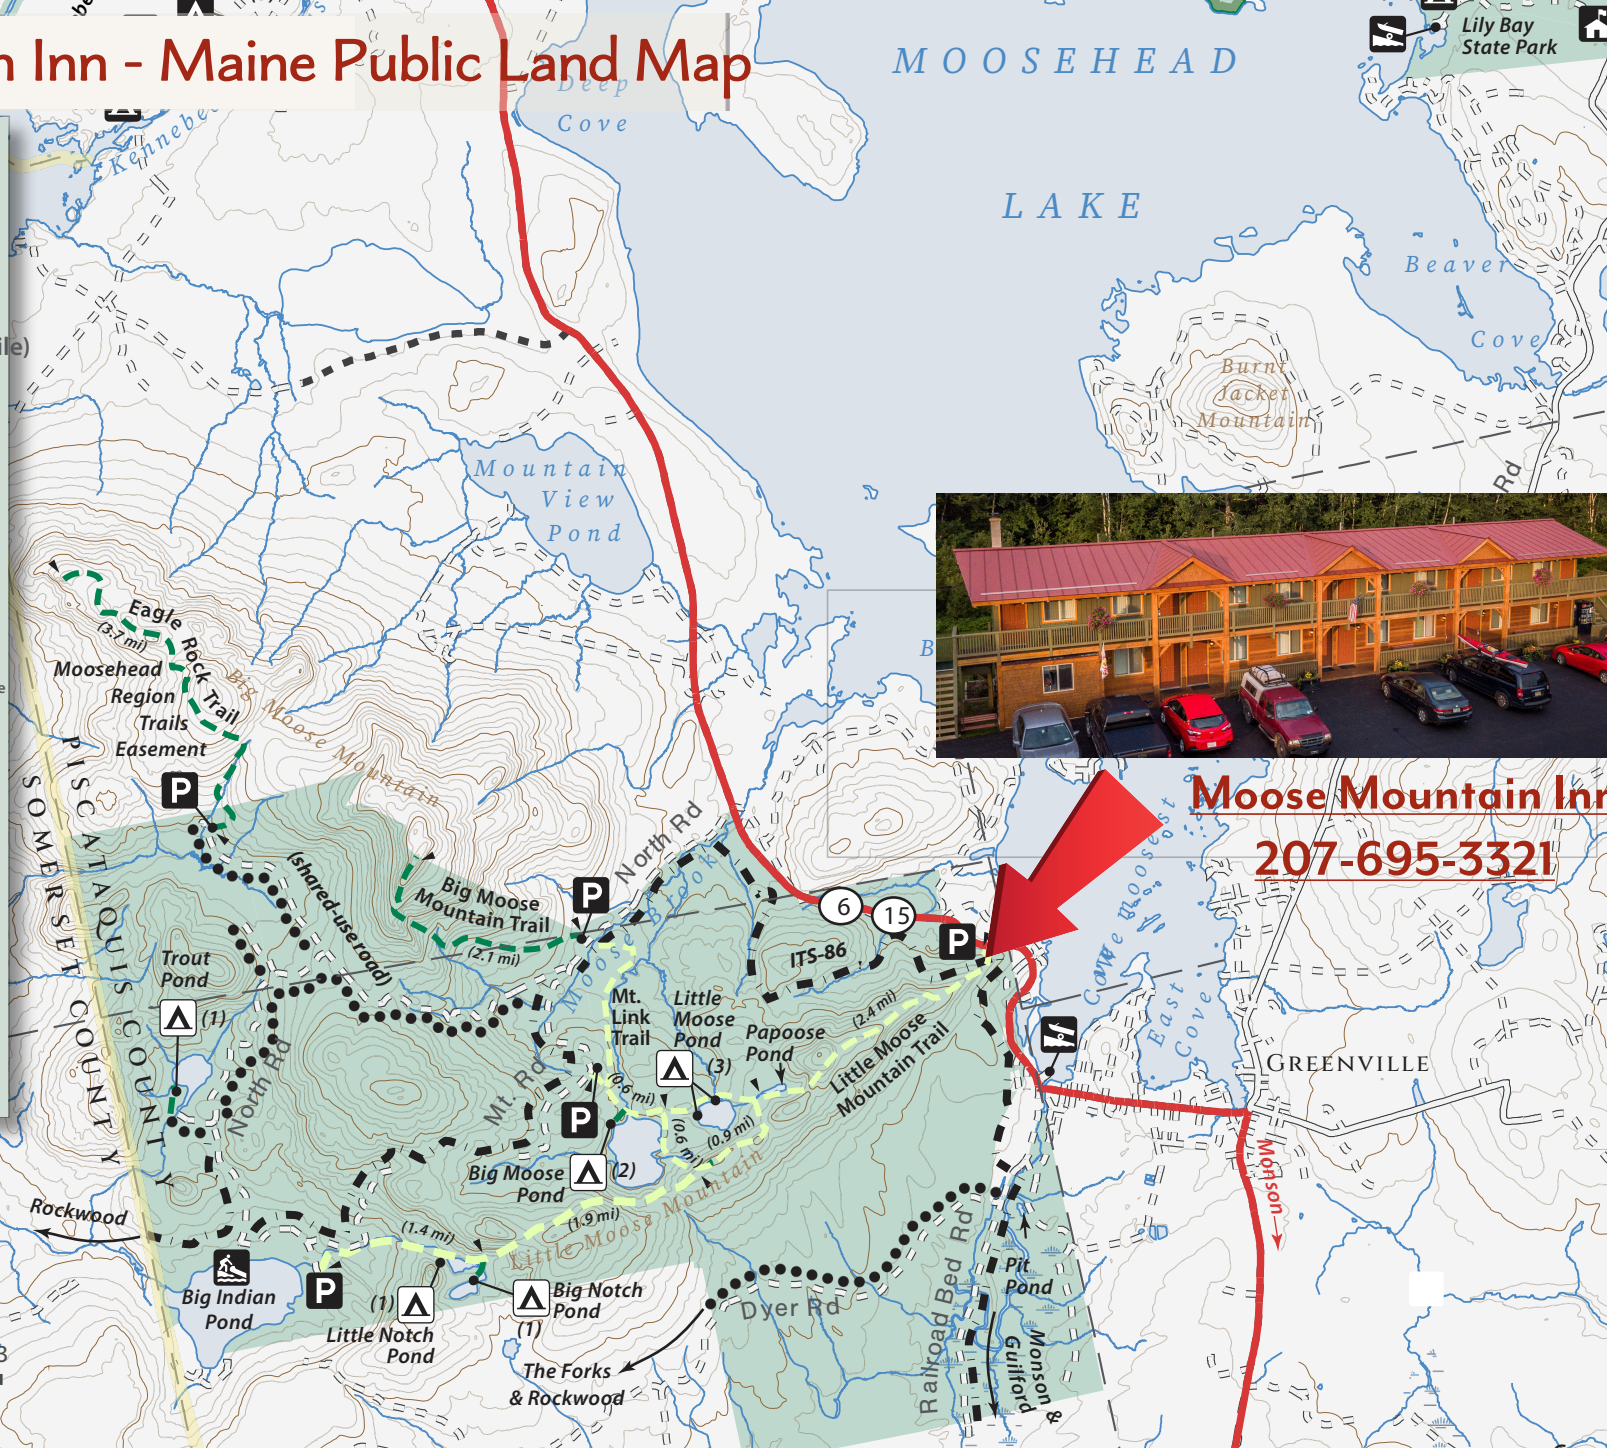 Inn - Maine Public Land Map
MOOSEHEAD
LAKE
Lily Bay
State Park
Deep
Cove
Beaver
Cove
Burnt
Jacket
Mountain
Rd
Mountain
View
Pond
Eagle Rock Trail
(3.7 mi)
Moosehead
Region
Trails
Easement
Big Moose Mountain
P
PISCATAQUIS COUNTY
SOMERSET COUNTY
(shared-use road)
Big Moose
Mountain Trail
(2.1 mi)
P
North Rd
Moose Brook
Moose Mountain Inn
207-695-3321
6
15
P
ITS-86
Trout
Pond
(1)
North Rd
Mt. Rd
Mt.
Link
Trail
Little
Moose
Pond
(3)
Papoose
Pond
(2.4 mi)
Little Moose
Mountain Trail
(0.6 mi)
(0.6 mi)
(0.9 mi)
P
Big Moose
Pond
(2)
East
Cove
GREENVILLE
Monson
Rockwood
Big Indian
Pond
P
(1.4 mi)
(1.9 mi)
Little Moose Mountain
(1)
Little Notch
Pond
Big Notch
Pond
(1)
The Forks
& Rockwood
Dyer Rd
Railroad Bed Rd
Pit
Pond
Monson &
Guilford